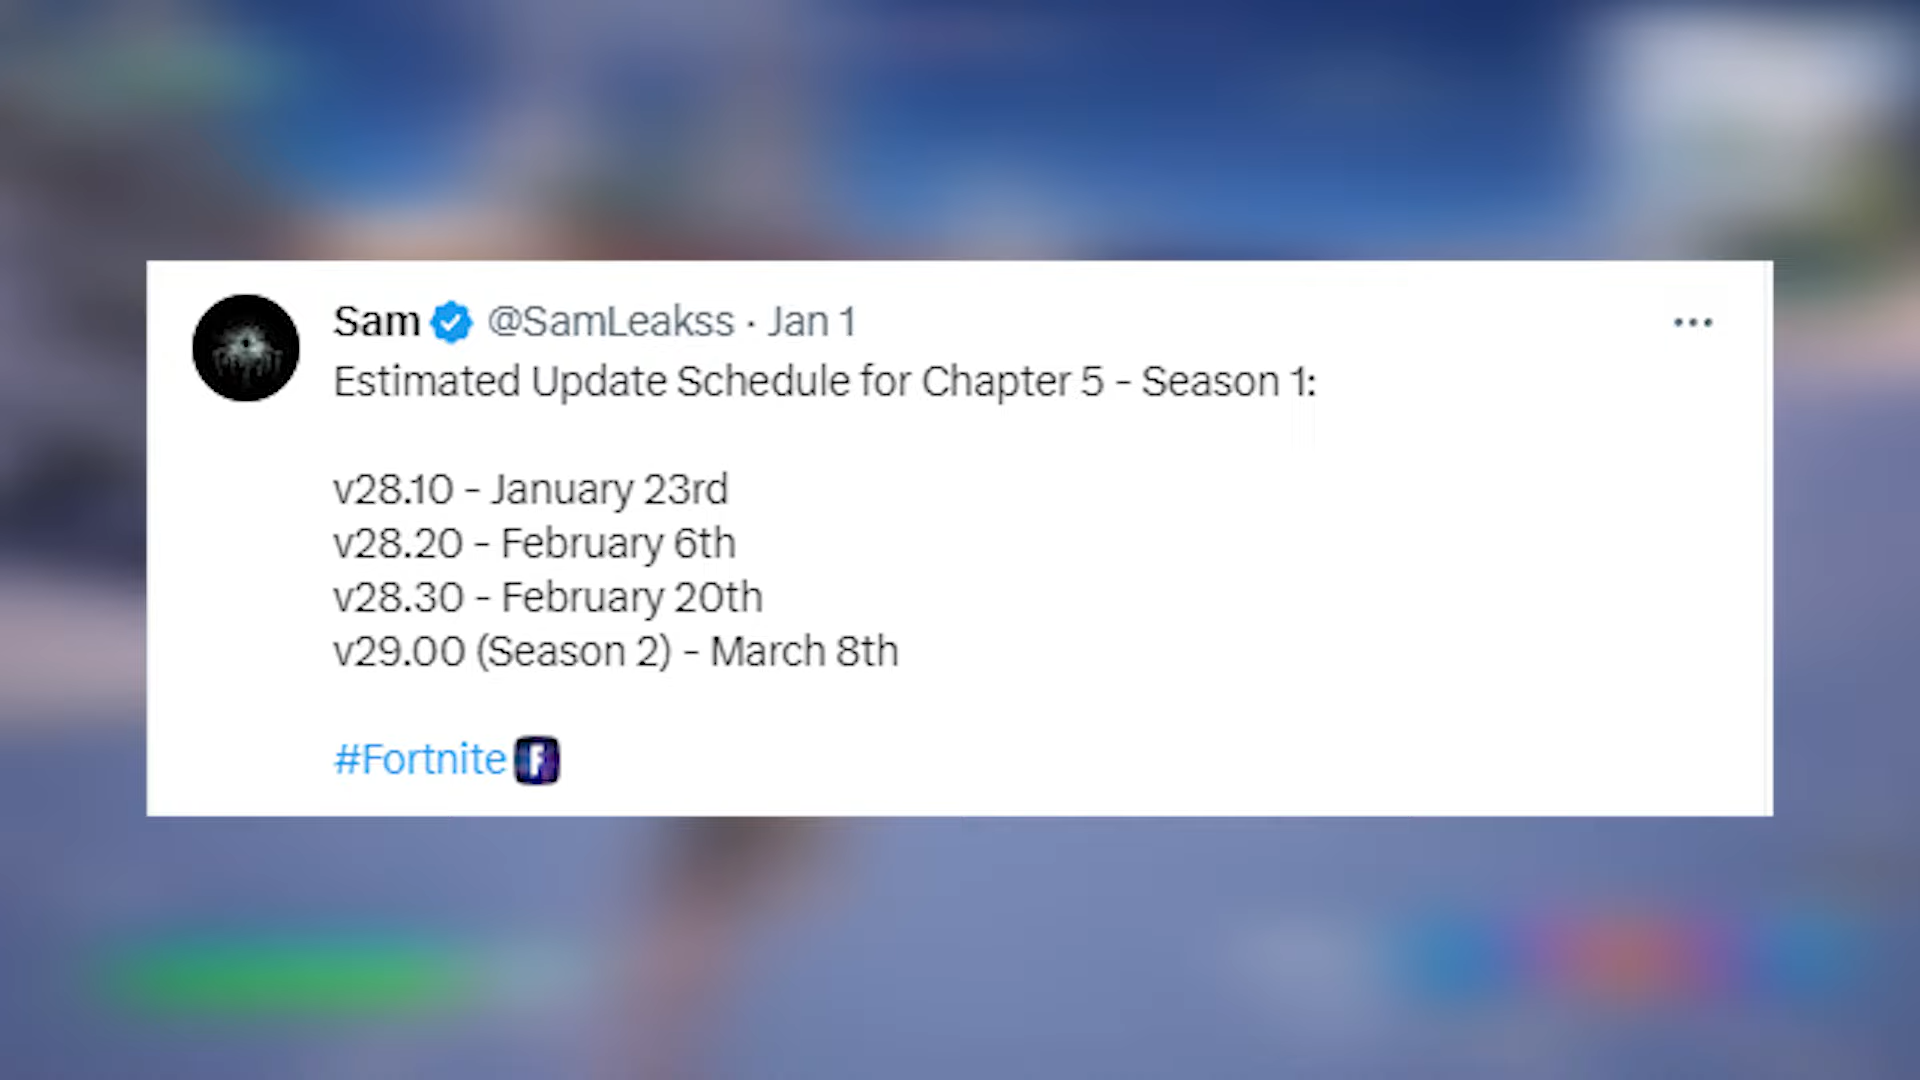 Sam @SamLeakss · Jan 1
Estimated Update Schedule for Chapter 5 - Season 1:
v28.10 - January 23rd
v28.20 - February 6th
v28.30 - February 20th
v29.00 (Season 2) - March 8th
#Fortnite F